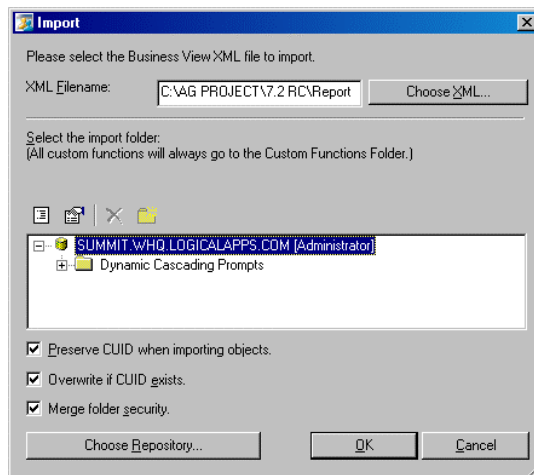 Import
Please select the Business View XML file to import.
XML Filename: C:\AG PROJECT\7.2 RC\Report Choose XML...
Select the import folder:
(All custom functions will always go to the Custom Functions Folder.)
SUMMIT.WHQ.LOGICALAPPS.COM [Administrator]
Dynamic Cascading Prompts
Preserve CUID when importing objects.
Overwrite if CUID exists.
Merge folder security.
Choose Repository... OK Cancel